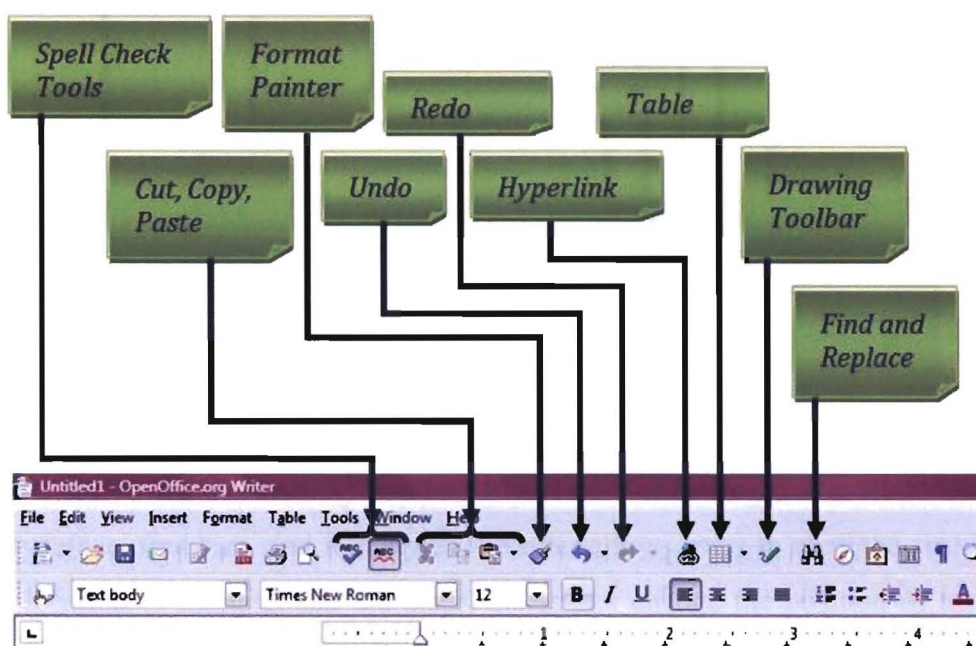 Spell Check
Tools
Format
Painter
Redo
Table
Cut, Copy,
Paste
Undo
Hyperlink
Drawing
Toolbar
Find and
Replace
Untitled1 - OpenOffice.org Writer
File Edit View Insert Format Table Tools Window Help
ABC ABC
Text body Times New Roman 12 B I U A
1 2 3 4